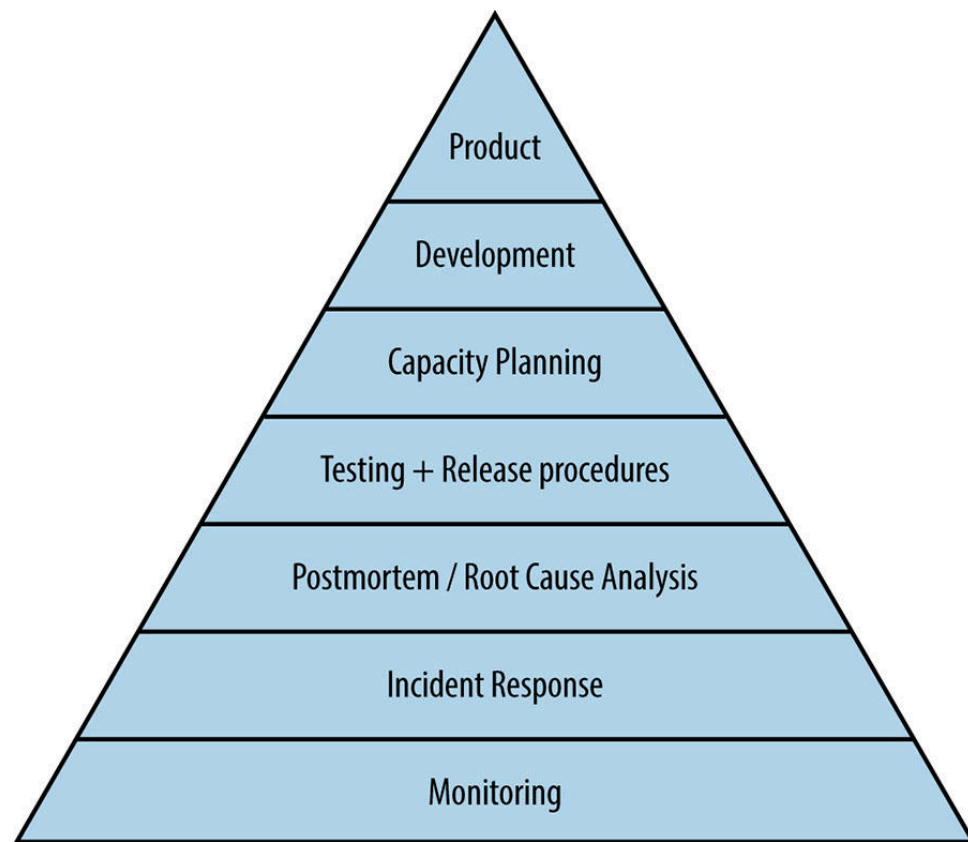 Product
Development
Capacity Planning
Testing + Release procedures
Postmortem / Root Cause Analysis
Incident Response
Monitoring